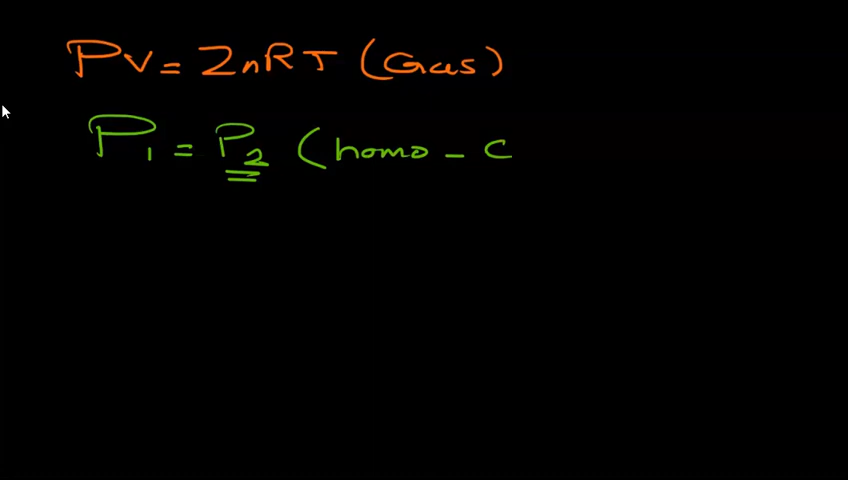 PV = ZnRT (Gas)
P1 = P2 (homo - c